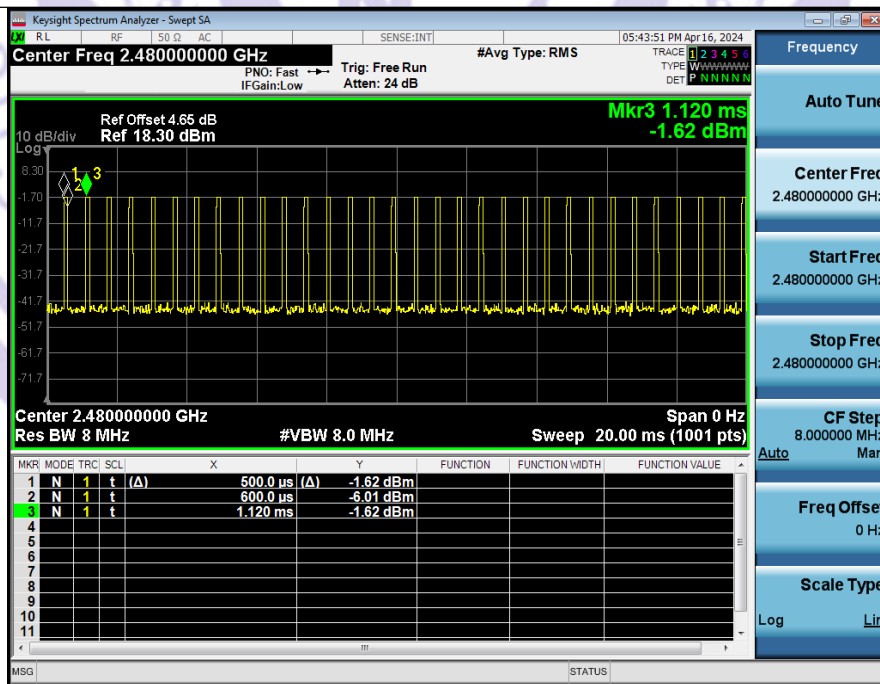 Keysight Spectrum Analyzer - Swept SA
LXI RL RF 50 Ω AC SENSE:INT 05:43:51 PM Apr 16, 2024
Center Freq 2.480000000 GHz
PNO: Fast
IFGain:Low
Trig: Free Run
Atten: 24 dB
#Avg Type: RMS
TRACE 1 2 3 4 5 6
TYPE WWWWWW
DET P N N N N N
Mkr3 1.120 ms
-1.62 dBm
Ref Offset 4.65 dB
10 dB/div Ref 18.30 dBm
Log
1 2 3
8.30
-1.70
-11.7
-21.7
-31.7
-41.7
-51.7
-61.7
-71.7
Center 2.480000000 GHz Span 0 Hz
Res BW 8 MHz #VBW 8.0 MHz Sweep 20.00 ms (1001 pts)
MKR MODE TRC SCL X Y FUNCTION FUNCTION WIDTH FUNCTION VALUE
1 N 1 t (Δ) 500.0 µs (Δ) -1.62 dBm
2 N 1 t 600.0 µs -6.01 dBm
3 N 1 t 1.120 ms -1.62 dBm
4
5
6
7
8
9
10
11
MSG STATUS
Frequency
Auto Tune
Center Freq
2.480000000 GHz
Start Freq
2.480000000 GHz
Stop Freq
2.480000000 GHz
CF Step
8.000000 MHz
Auto Man
Freq Offset
0 Hz
Scale Type
Log Lin